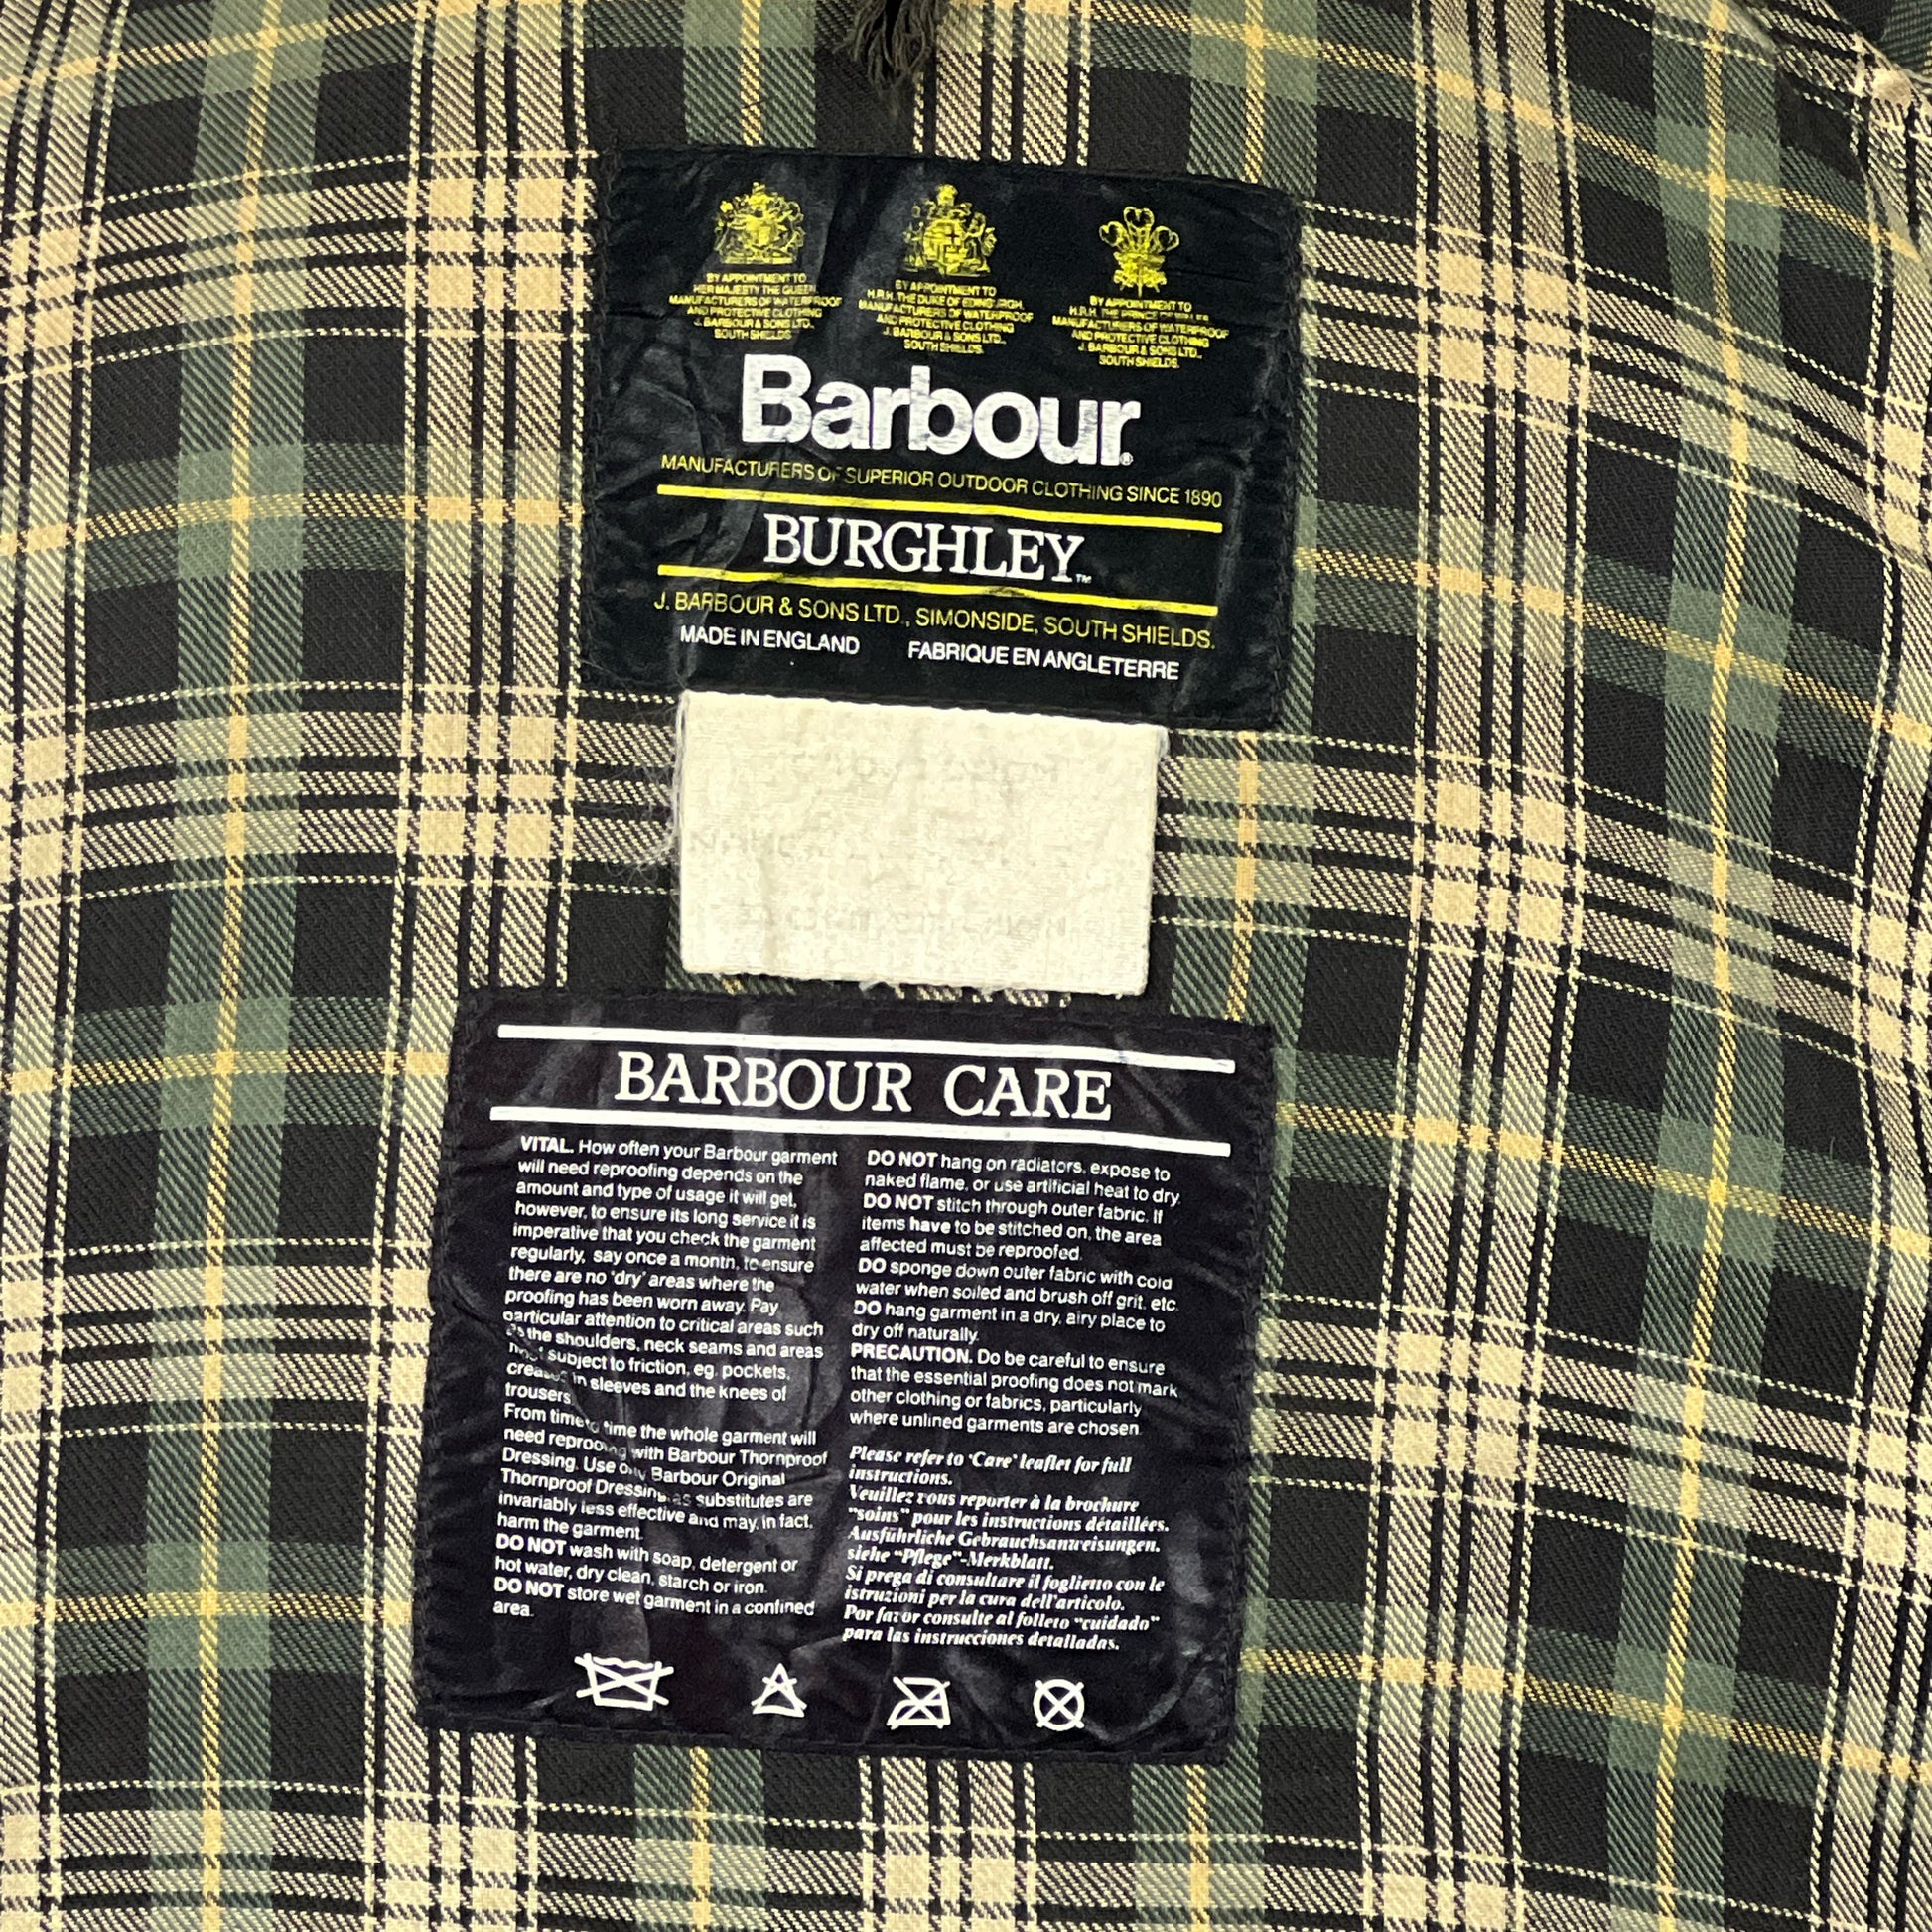 BY APPOINTMENT TO
HER MAJESTY THE QUEEN
MANUFACTURERS OF WATERPROOF
AND PROTECTIVE CLOTHING
J. BARBOUR & SONS LTD.,
SOUTH SHIELDS
BY APPOINTMENT TO
H.R.H. THE DUKE OF EDINBURGH
MANUFACTURERS OF WATERPROOF
AND PROTECTIVE CLOTHING
J. BARBOUR & SONS LTD.,
SOUTH SHIELDS.
BY APPOINTMENT TO
H.R.H. THE PRINCE OF WALES
MANUFACTURERS OF WATERPROOF
AND PROTECTIVE CLOTHING
J. BARBOUR & SONS LTD.,
SOUTH SHIELDS.
Barbour®
MANUFACTURERS OF SUPERIOR OUTDOOR CLOTHING SINCE 1890
BURGHLEY™
J. BARBOUR & SONS LTD., SIMONSIDE, SOUTH SHIELDS.
MADE IN ENGLAND FABRIQUE EN ANGLETERRE
BARBOUR CARE
VITAL. How often your Barbour garment
will need reproofing depends on the
amount and type of usage it will get,
however, to ensure its long service it is
imperative that you check the garment
regularly, say once a month, to ensure
there are no 'dry' areas where the
proofing has been worn away. Pay
particular attention to critical areas such
as the shoulders, neck seams and areas
most subject to friction, eg. pockets,
creases in sleeves and the knees of
trousers.
From time to time the whole garment will
need reproofing with Barbour Thornproof
Dressing. Use only Barbour Original
Thornproof Dressing, as substitutes are
invariably less effective and may, in fact,
harm the garment.
DO NOT wash with soap, detergent or
hot water, dry clean, starch or iron.
DO NOT store wet garment in a confined
area.
DO NOT hang on radiators, expose to
naked flame, or use artificial heat to dry.
DO NOT stitch through outer fabric. If
items have to be stitched on, the area
affected must be reproofed.
DO sponge down outer fabric with cold
water when soiled and brush off grit, etc.
DO hang garment in a dry, airy place to
dry off naturally.
PRECAUTION. Do be careful to ensure
that the essential proofing does not mark
other clothing or fabrics, particularly
where unlined garments are chosen.
Please refer to 'Care' leaflet for full
instructions.
Veuillez vous reporter à la brochure
"soins" pour les instructions détaillées.
Ausführliche Gebrauchsanweisungen.
siehe "Pflege"-Merkblatt.
Si prega di consultare il foglietto con le
istruzioni per la cura dell'articolo.
Por favor consulte al folleto "cuidado"
para las instrucciones detalladas.